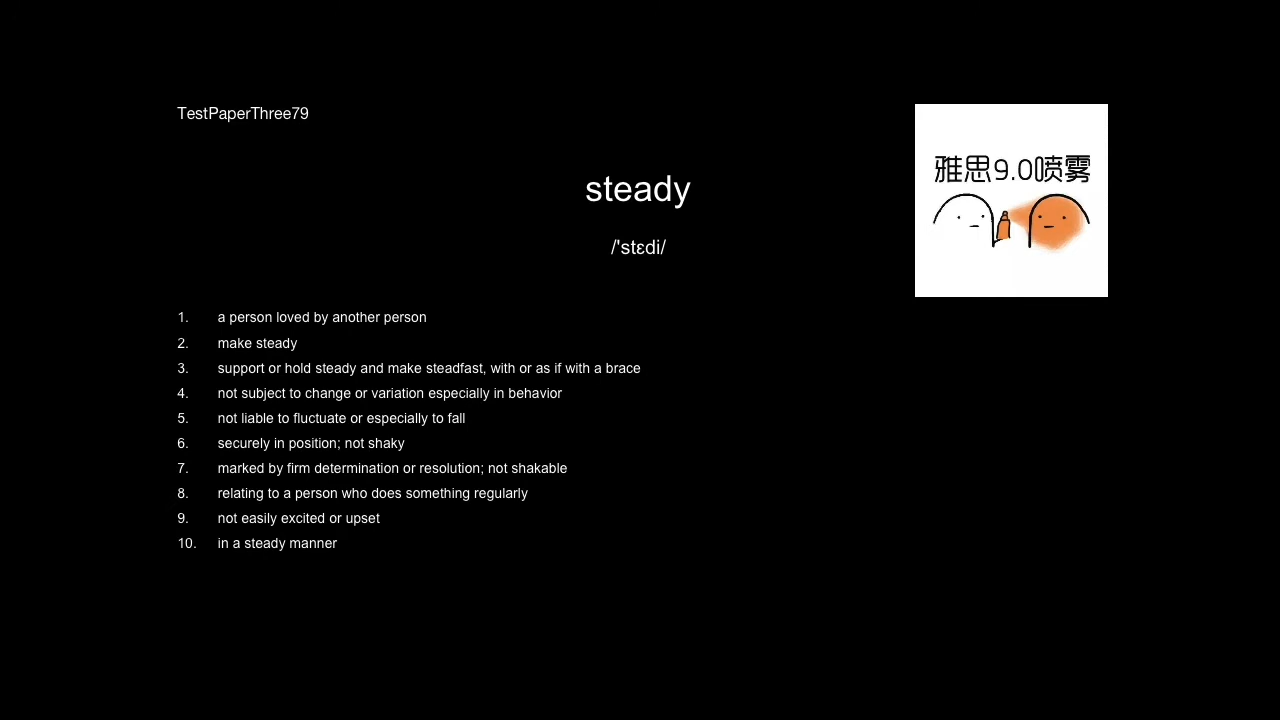 TestPaperThree79
雅思9.0喷雾
steady
/'stɛdi/
1. a person loved by another person
2. make steady
3. support or hold steady and make steadfast, with or as if with a brace
4. not subject to change or variation especially in behavior
5. not liable to fluctuate or especially to fall
6. securely in position; not shaky
7. marked by firm determination or resolution; not shakable
8. relating to a person who does something regularly
9. not easily excited or upset
10. in a steady manner